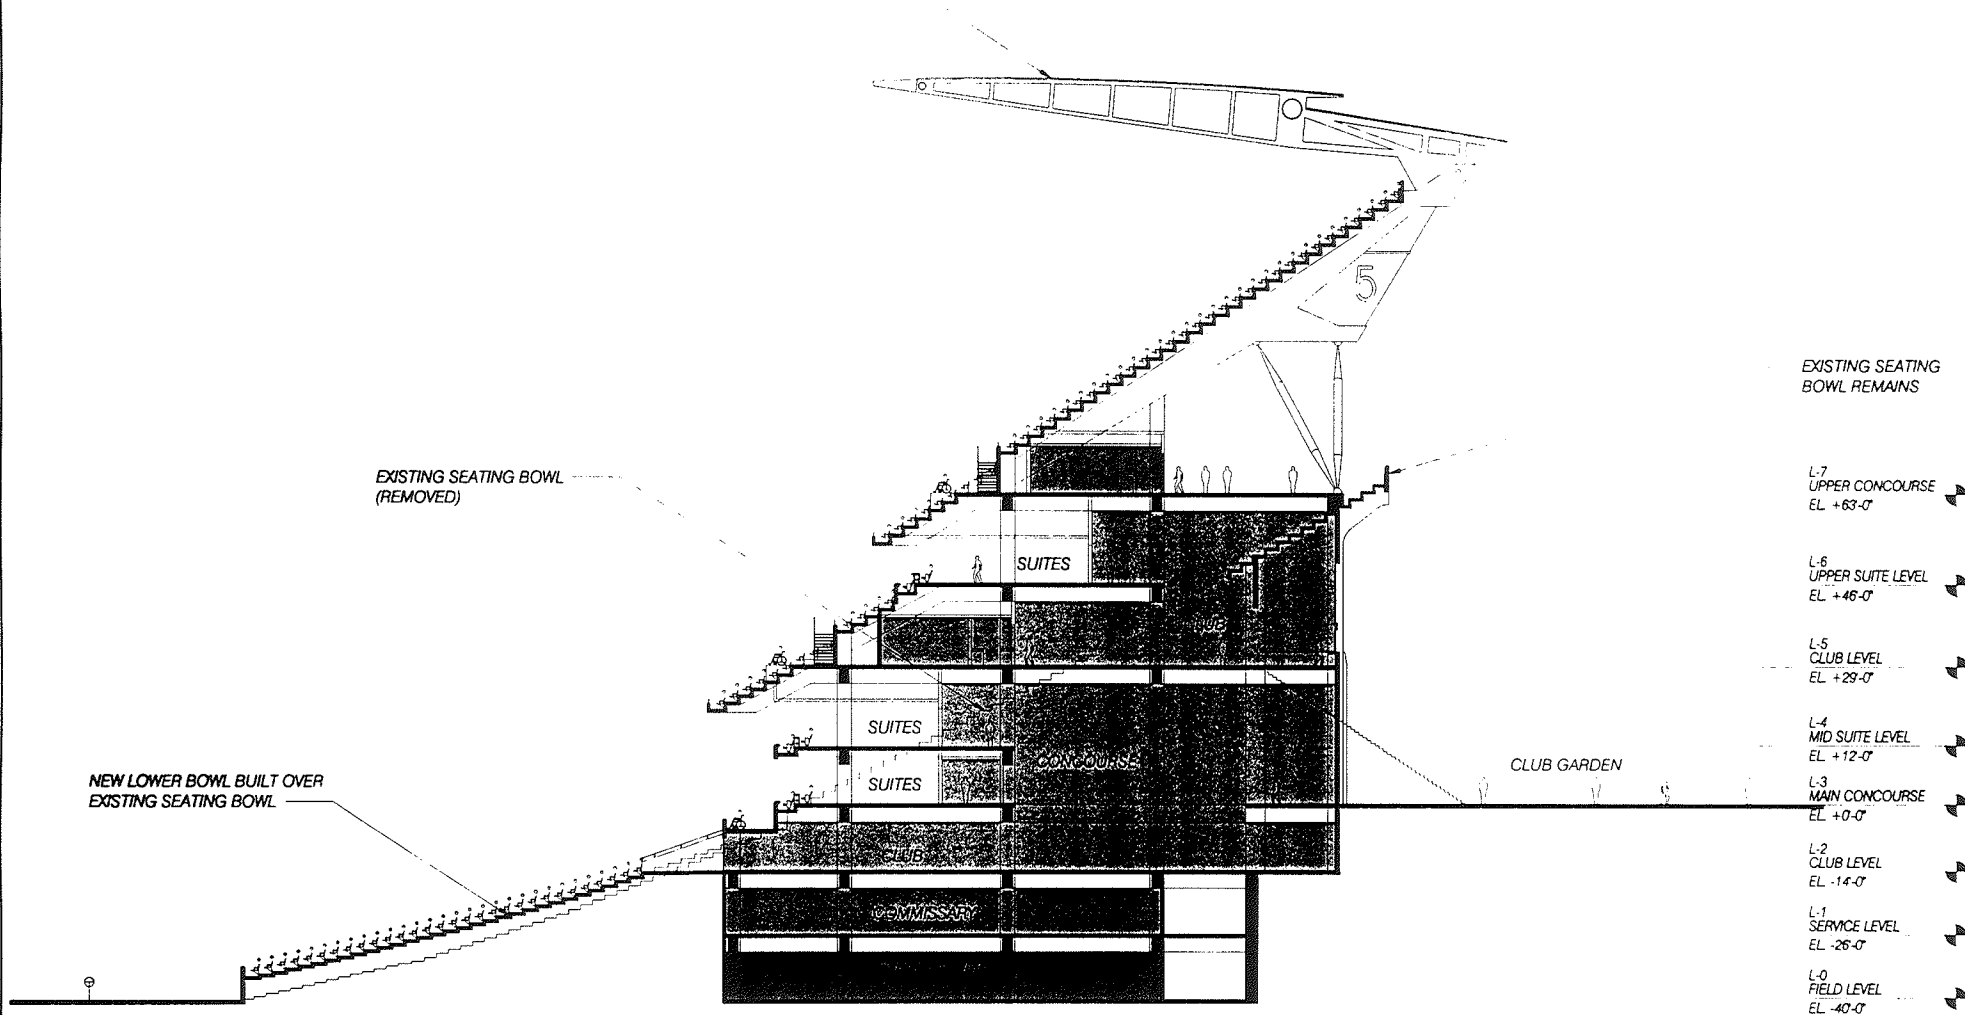 5
EXISTING SEATING
BOWL REMAINS
EXISTING SEATING BOWL
(REMOVED)
L-7
UPPER CONCOURSE
EL. +63'-0"
SUITES
L-6
UPPER SUITE LEVEL
EL. +46'-0"
L-5
CLUB LEVEL
EL. +29'-0"
SUITES
L-4
MID SUITE LEVEL
EL. +12'-0"
CONCOURSE
CLUB GARDEN
NEW LOWER BOWL BUILT OVER
EXISTING SEATING BOWL
SUITES
L-3
MAIN CONCOURSE
EL. +0'-0"
CLUB
L-2
CLUB LEVEL
EL. -14'-0"
COMMISSARY
L-1
SERVICE LEVEL
EL. -26'-0"
L-0
FIELD LEVEL
EL. -40'-0"